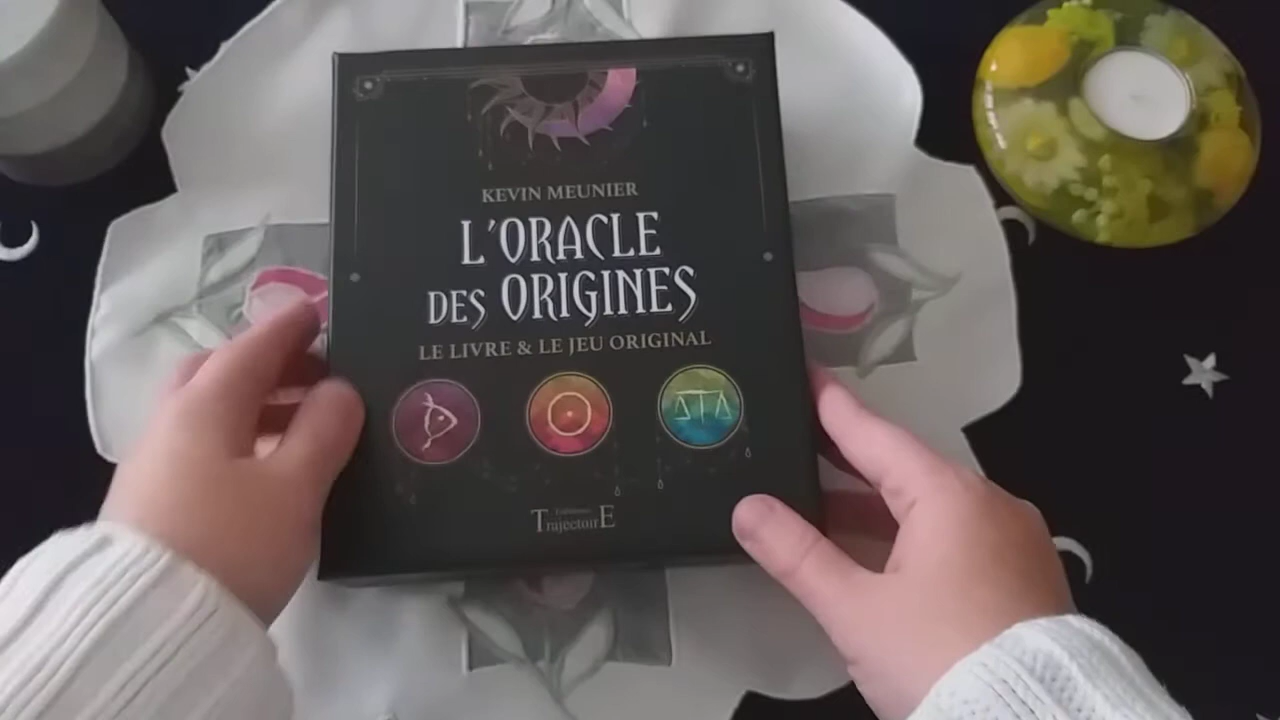 KEVIN MEUNIER
L'ORACLE
DES ORIGINES
LE LIVRE & LE JEU ORIGINAL
TrajectoirE